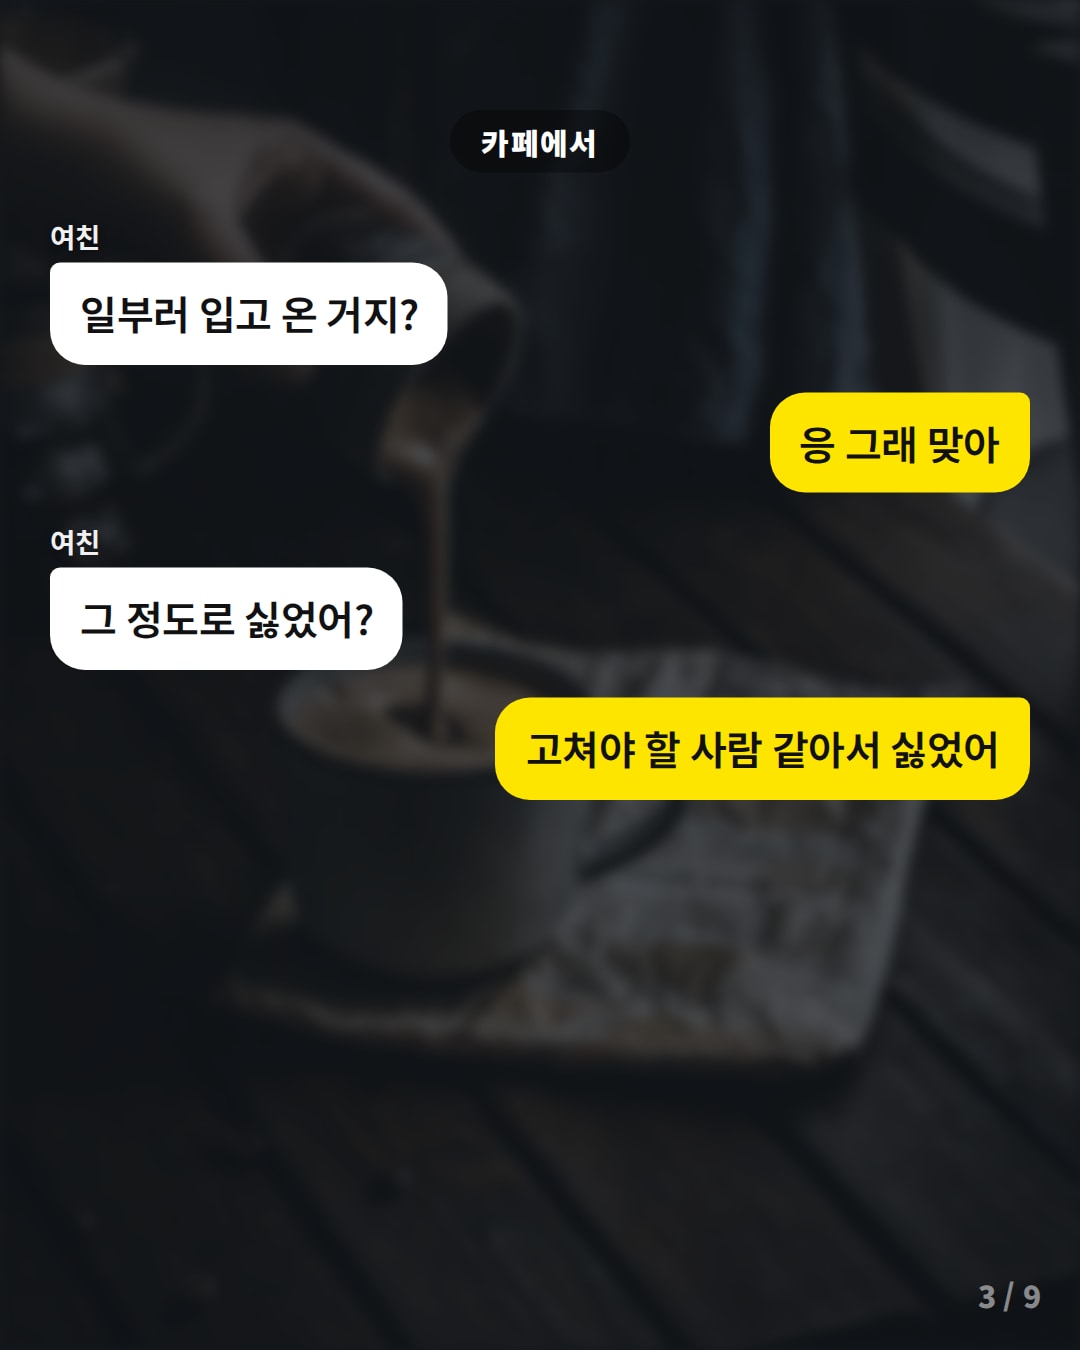 카페에서
여친
일부러 입고 온 거지?
응 그래 맞아
여친
그 정도로 싫었어?
고쳐야 할 사람 같아서 싫었어
3 / 9